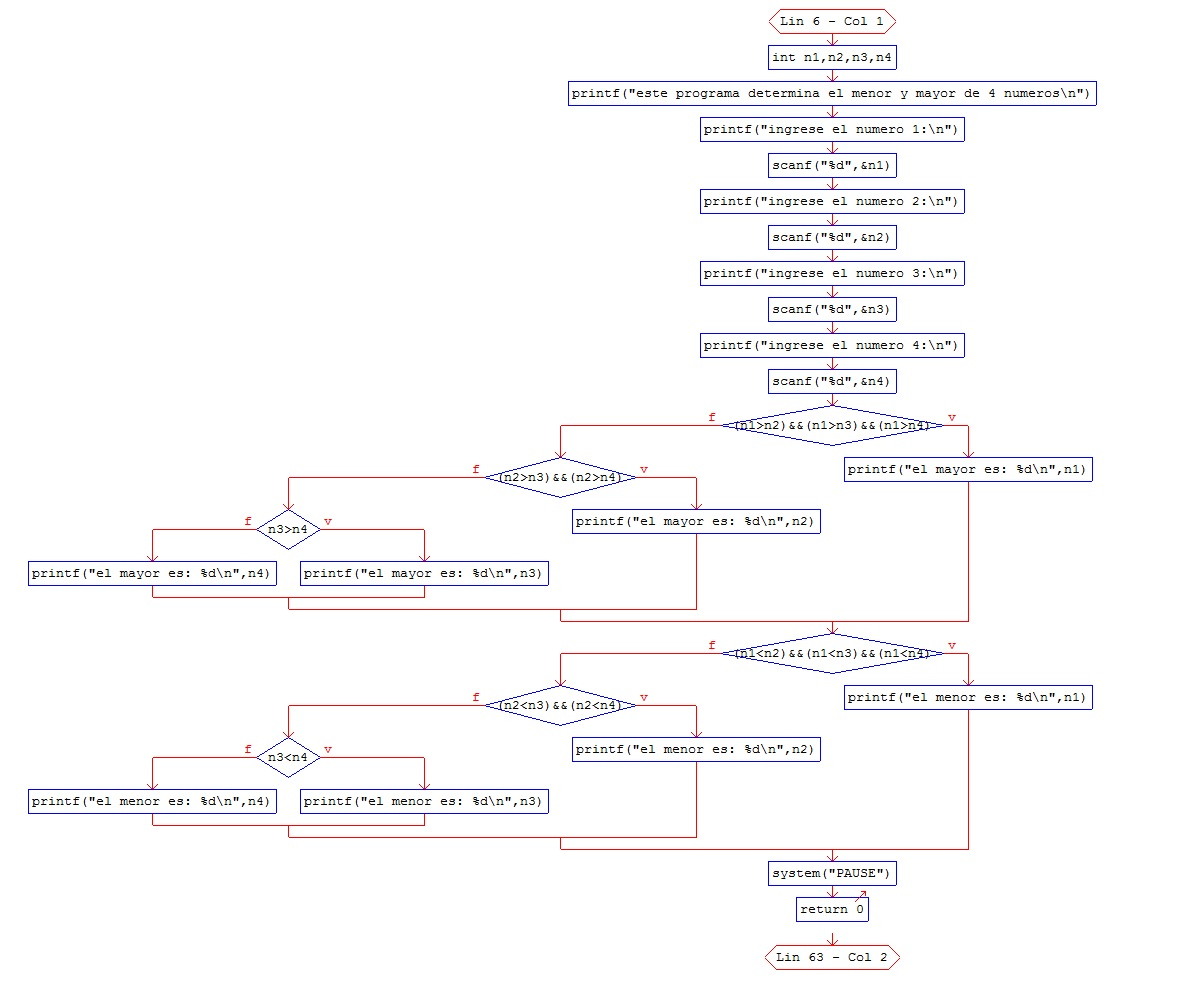 Lin 6 - Col 1
int n1,n2,n3,n4
printf("este programa determina el menor y mayor de 4 numeros\n")
printf("ingrese el numero 1:\n")
scanf("%d",&n1)
printf("ingrese el numero 2:\n")
scanf("%d",&n2)
printf("ingrese el numero 3:\n")
scanf("%d",&n3)
printf("ingrese el numero 4:\n")
scanf("%d",&n4)
f
(n1>n2)&&(n1>n3)&&(n1>n4)
v
printf("el mayor es: %d\n",n1)
f
(n2>n3)&&(n2>n4)
v
printf("el mayor es: %d\n",n2)
f
n3>n4
v
printf("el mayor es: %d\n",n4)
printf("el mayor es: %d\n",n3)
f
(n1<n2)&&(n1<n3)&&(n1<n4)
v
printf("el menor es: %d\n",n1)
f
(n2<n3)&&(n2<n4)
v
printf("el menor es: %d\n",n2)
f
n3<n4
v
printf("el menor es: %d\n",n4)
printf("el menor es: %d\n",n3)
system("PAUSE")
return 0
Lin 63 - Col 2